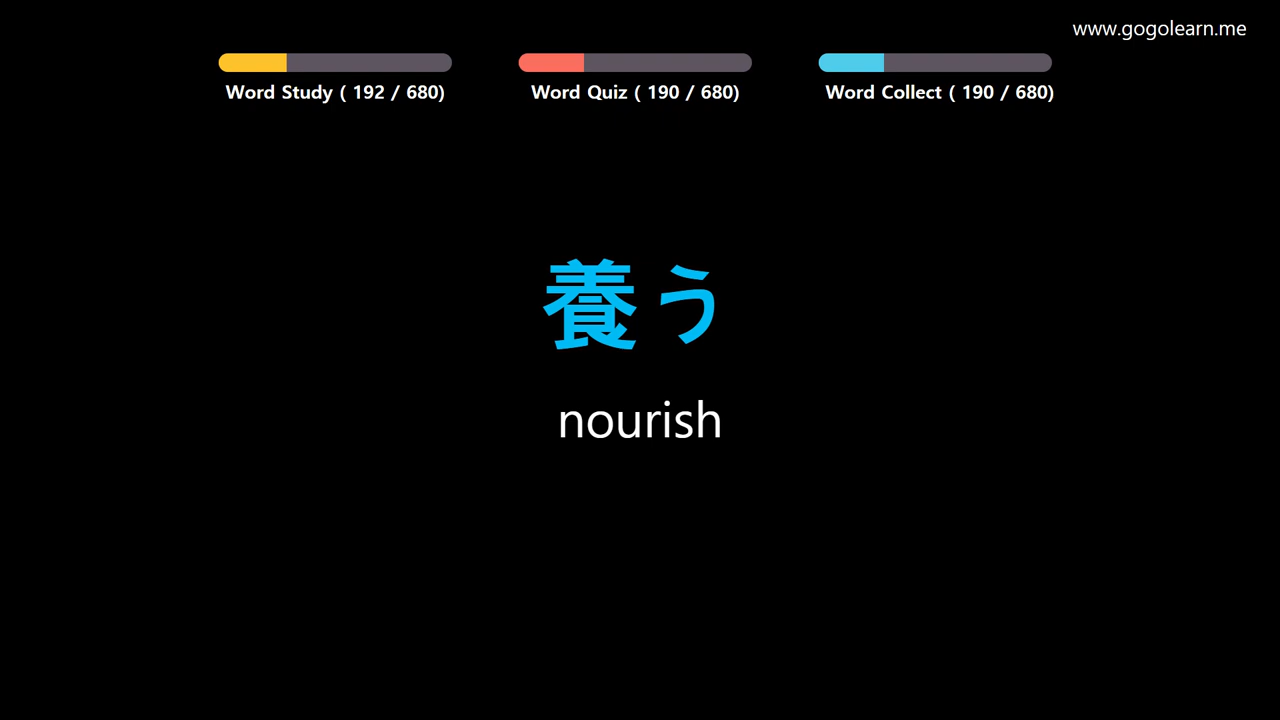 www.gogolearn.me
Word Study ( 192 / 680)
Word Quiz ( 190 / 680)
Word Collect ( 190 / 680)
養う
nourish